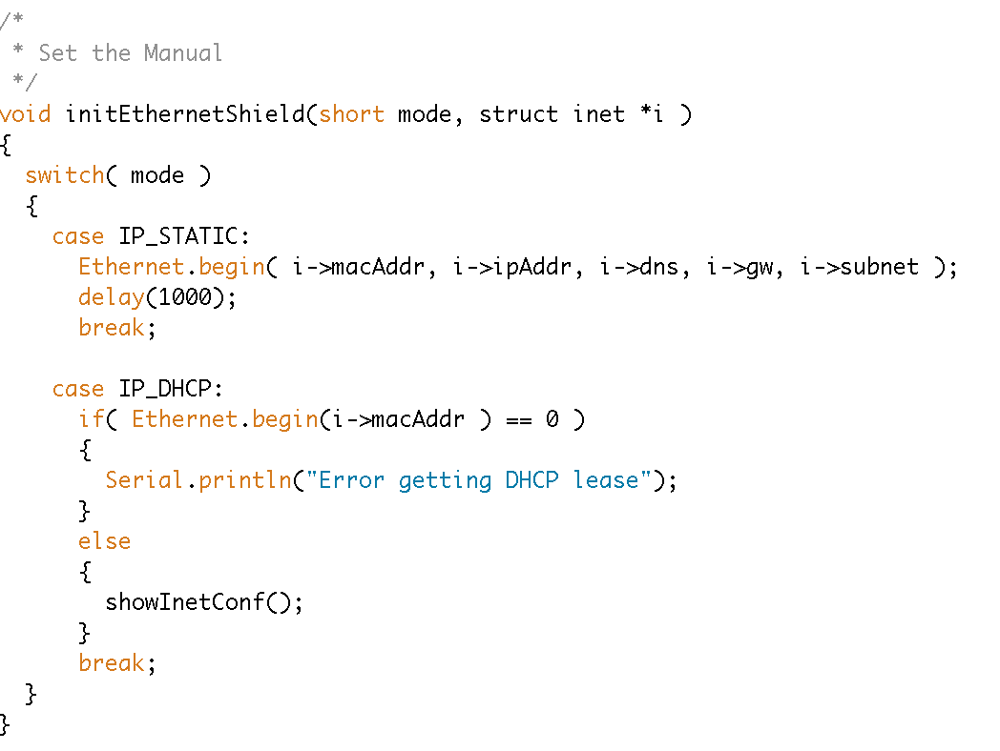 /*
 * Set the Manual
 */
void initEthernetShield(short mode, struct inet *i )
{
  switch( mode )
  {
    case IP_STATIC:
      Ethernet.begin( i->macAddr, i->ipAddr, i->dns, i->gw, i->subnet );
      delay(1000);
      break;

    case IP_DHCP:
      if( Ethernet.begin(i->macAddr ) == 0 )
      {
        Serial.println("Error getting DHCP lease");
      }
      else
      {
        showInetConf();
      }
      break;
  }
}